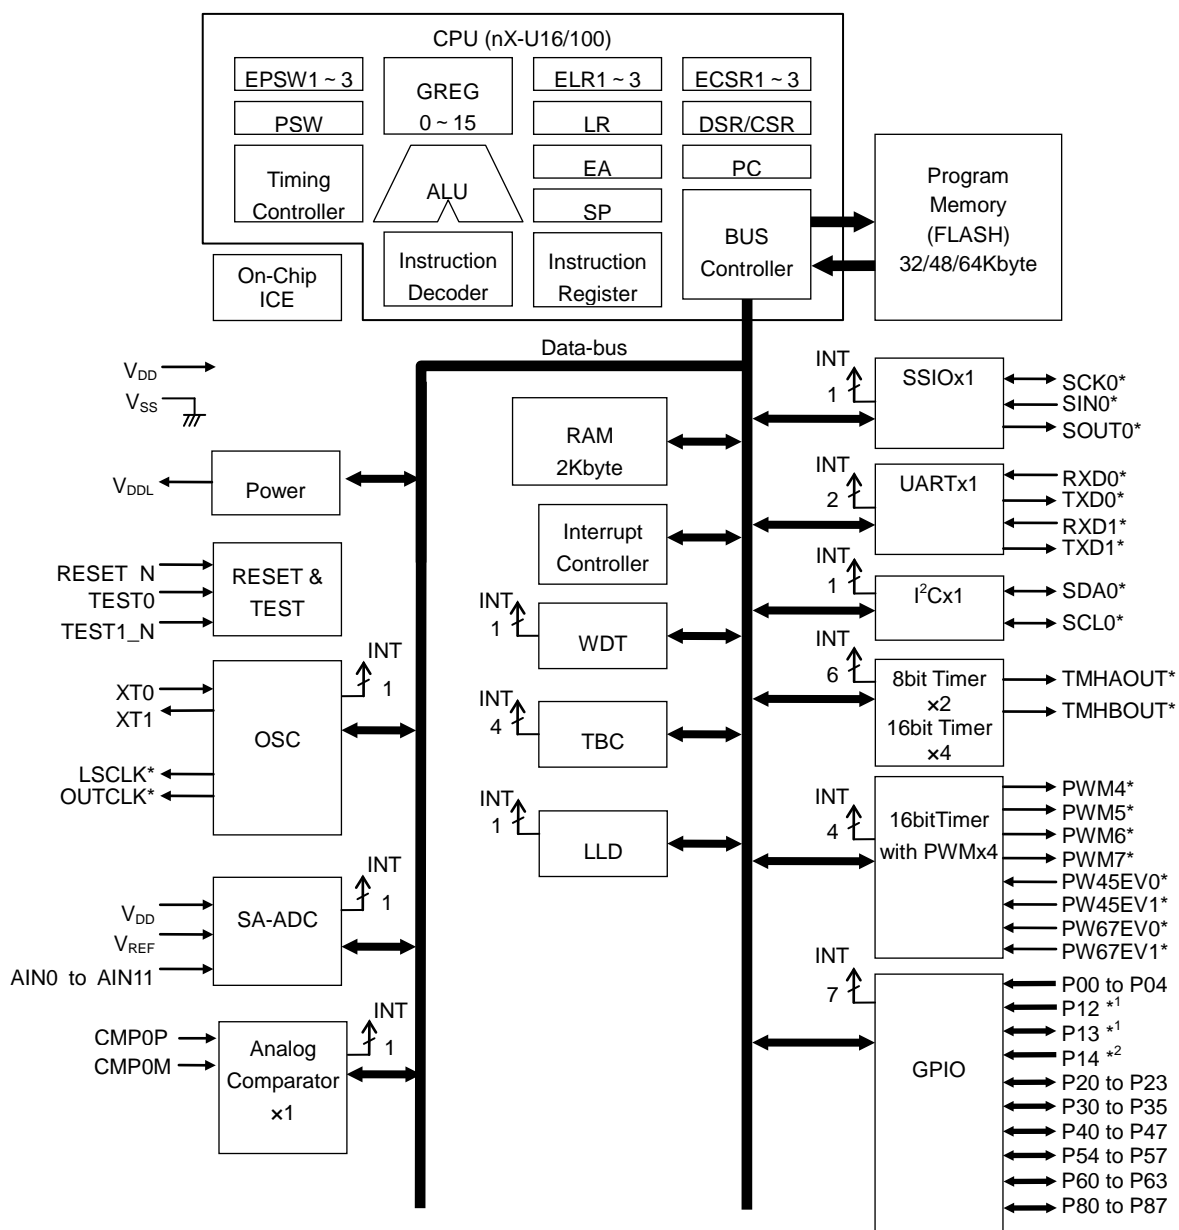 CPU (nX-U16/100)
EPSW1 ~ 3
GREG
0 ~ 15
ELR1 ~ 3
ECSR1 ~ 3
PSW
LR
DSR/CSR
Timing
Controller
ALU
EA
PC
SP
BUS
Controller
Program
Memory
(FLASH)
32/48/64Kbyte
On-Chip
ICE
Instruction
Decoder
Instruction
Register
Data-bus
VDD
VSS
VDDL
Power
RESET_N
TEST0
TEST1_N
RESET &
TEST
XT0
XT1
LSCLK*
OUTCLK*
OSC
INT
1
VDD
VREF
AIN0 to AIN11
SA-ADC
INT
1
CMP0P
CMP0M
Analog
Comparator
×1
INT
1
RAM
2Kbyte
Interrupt
Controller
INT
1
WDT
INT
4
TBC
INT
1
LLD
INT
1
SSIOx1
SCK0*
SIN0*
SOUT0*
INT
2
UARTx1
RXD0*
TXD0*
RXD1*
TXD1*
INT
1
I²Cx1
SDA0*
SCL0*
INT
6
8bit Timer
×2
16bit Timer
×4
TMHAOUT*
TMHBOUT*
INT
4
16bitTimer
with PWMx4
PWM4*
PWM5*
PWM6*
PWM7*
PW45EV0*
PW45EV1*
PW67EV0*
PW67EV1*
INT
7
GPIO
P00 to P04
P12 *¹
P13 *¹
P14 *²
P20 to P23
P30 to P35
P40 to P47
P54 to P57
P60 to P63
P80 to P87